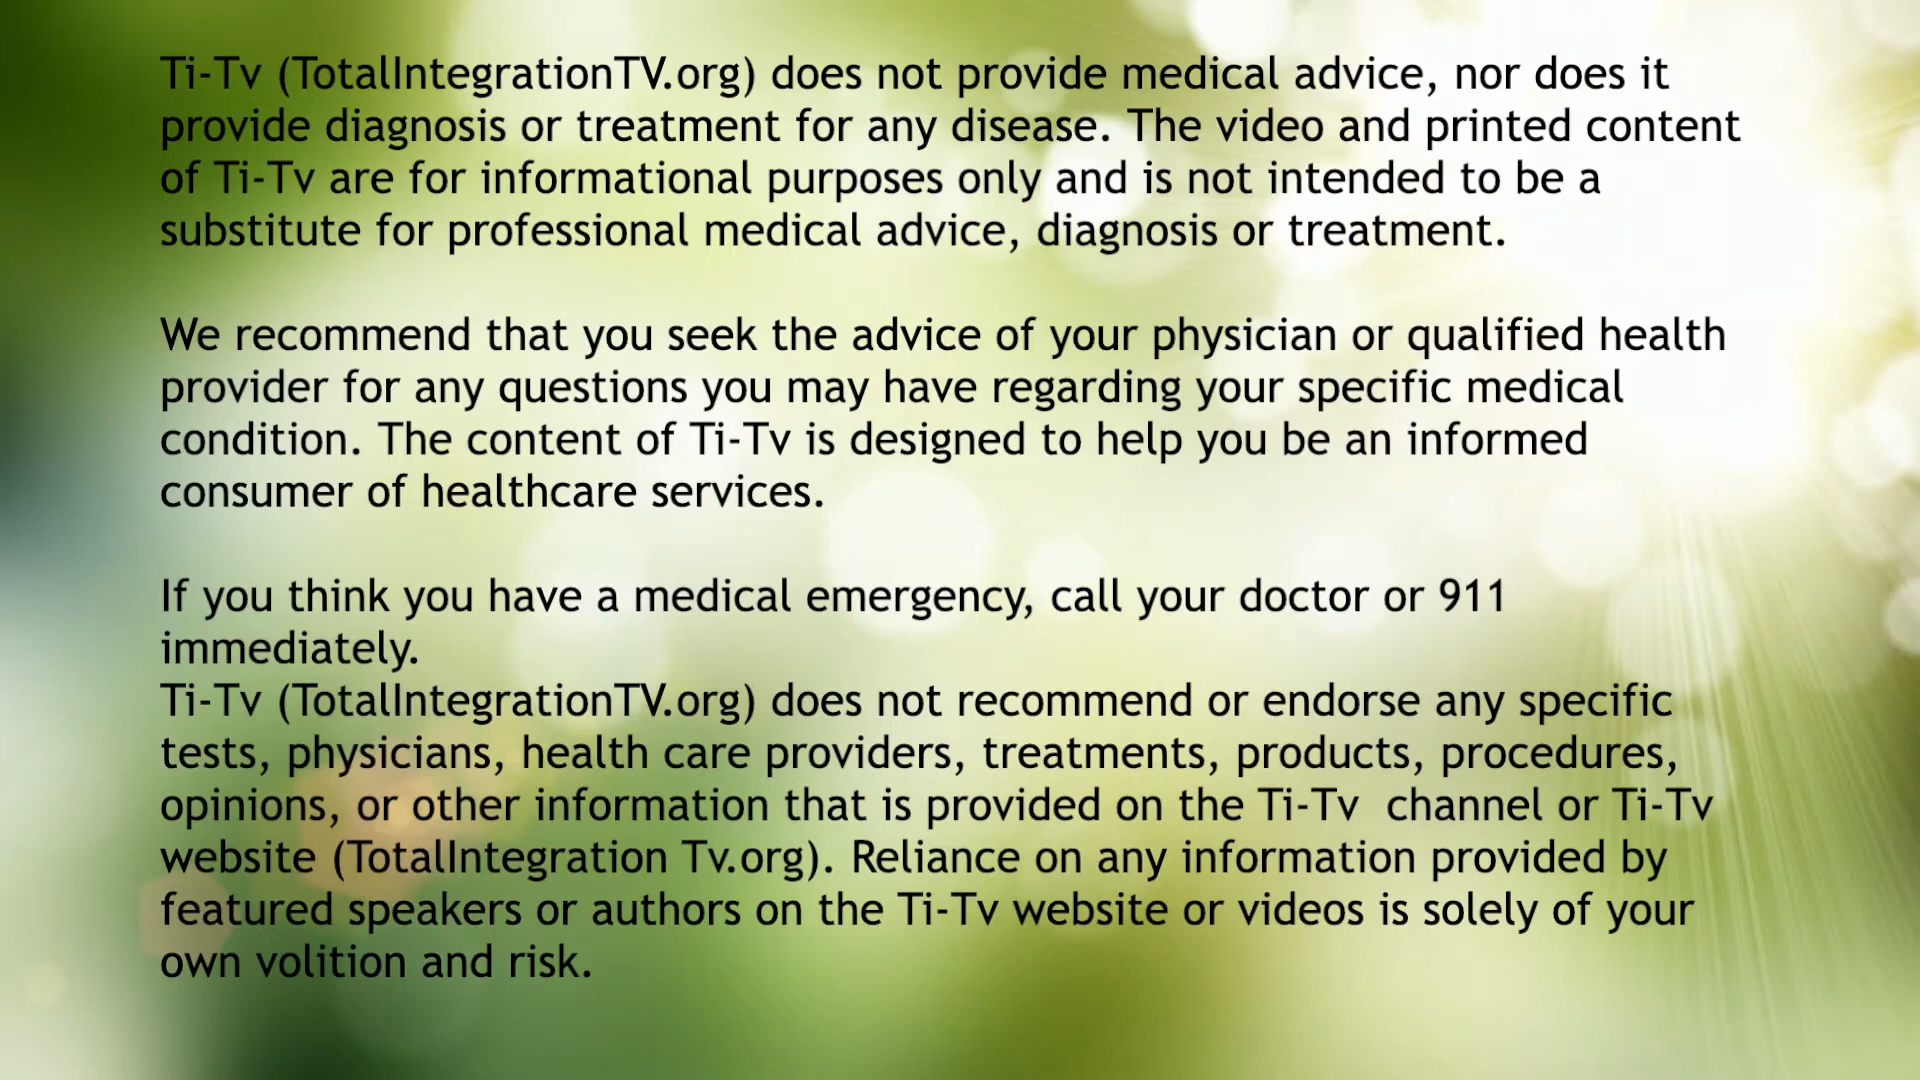 Ti-Tv (TotalIntegrationTV.org) does not provide medical advice, nor does it
provide diagnosis or treatment for any disease. The video and printed content
of Ti-Tv are for informational purposes only and is not intended to be a
substitute for professional medical advice, diagnosis or treatment.
We recommend that you seek the advice of your physician or qualified health
provider for any questions you may have regarding your specific medical
condition. The content of Ti-Tv is designed to help you be an informed
consumer of healthcare services.
If you think you have a medical emergency, call your doctor or 911
immediately.
Ti-Tv (TotalIntegrationTV.org) does not recommend or endorse any specific
tests, physicians, health care providers, treatments, products, procedures,
opinions, or other information that is provided on the Ti-Tv  channel or Ti-Tv
website (TotalIntegration Tv.org). Reliance on any information provided by
featured speakers or authors on the Ti-Tv website or videos is solely of your
own volition and risk.